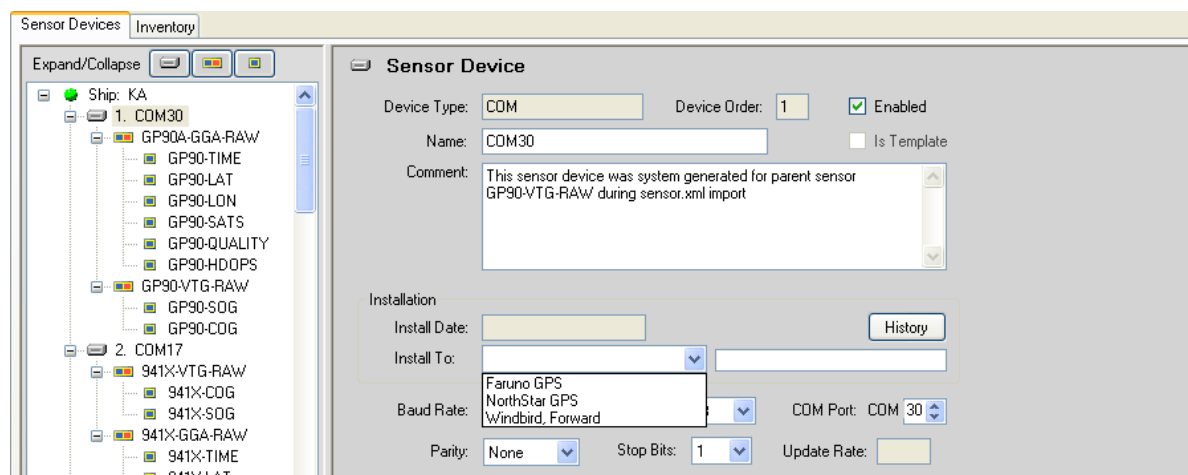 Sensor Devices Inventory
Expand/Collapse
Ship: KA
1. COM30
GP90A-GGA-RAW
GP90-TIME
GP90-LAT
GP90-LON
GP90-SATS
GP90-QUALITY
GP90-HDOPS
GP90-VTG-RAW
GP90-SOG
GP90-COG
2. COM17
941X-VTG-RAW
941X-COG
941X-SOG
941X-GGA-RAW
941X-TIME
941X-LAT
Sensor Device
Device Type: COM Device Order: 1 Enabled
Name: COM30 Is Template
Comment: This sensor device was system generated for parent sensor
GP90-VTG-RAW during sensor.xml import
Installation
Install Date: History
Install To:
Faruno GPS
NorthStar GPS
Windbird, Forward
Baud Rate: COM Port: COM 30
Parity: None Stop Bits: 1 Update Rate: